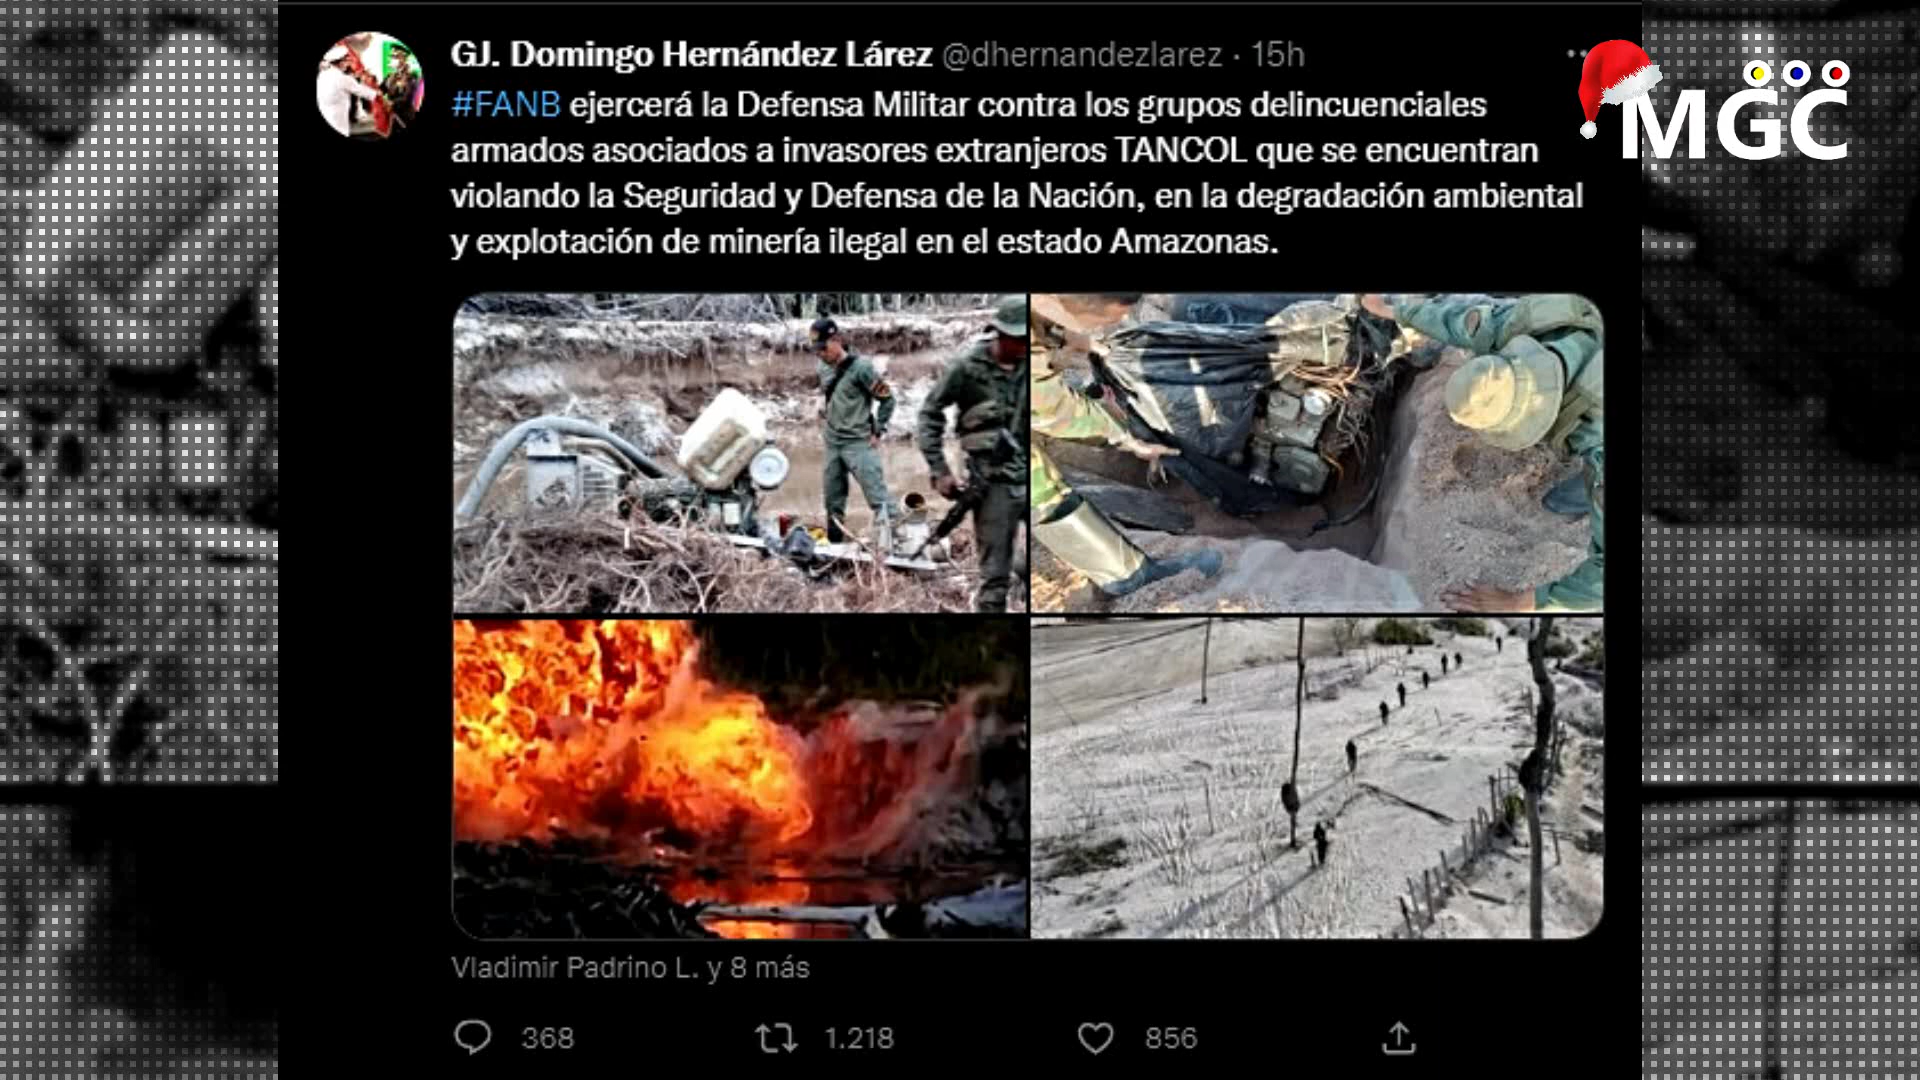 GJ. Domingo Hernández Lárez @dhernandezlarez · 15h
#FANB ejercerá la Defensa Militar contra los grupos delincuenciales
armados asociados a invasores extranjeros TANCOL que se encuentran
violando la Seguridad y Defensa de la Nación, en la degradación ambiental
y explotación de minería ilegal en el estado Amazonas.
MGC
Vladimir Padrino L. y 8 más
368 1.218 856